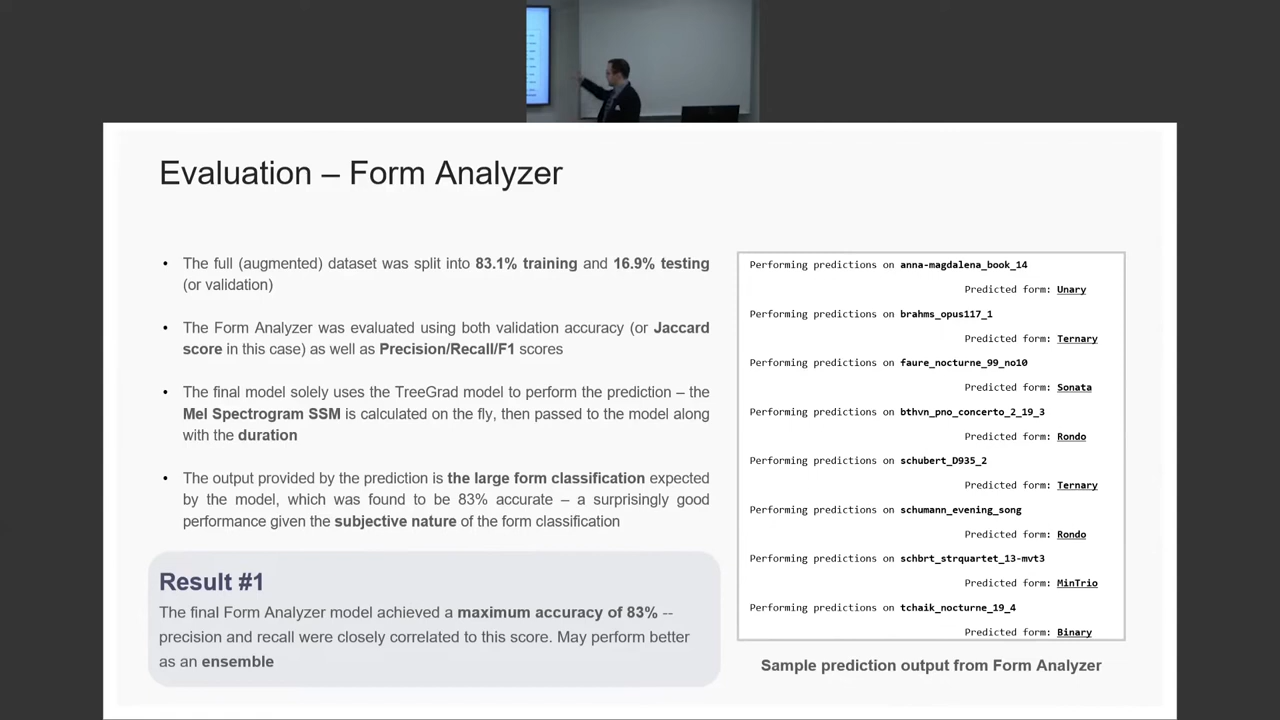 Evaluation – Form Analyzer
• The full (augmented) dataset was split into 83.1% training and 16.9% testing
(or validation)
• The Form Analyzer was evaluated using both validation accuracy (or Jaccard
score in this case) as well as Precision/Recall/F1 scores
• The final model solely uses the TreeGrad model to perform the prediction – the
Mel Spectrogram SSM is calculated on the fly, then passed to the model along
with the duration
• The output provided by the prediction is the large form classification expected
by the model, which was found to be 83% accurate – a surprisingly good
performance given the subjective nature of the form classification
Result #1
The final Form Analyzer model achieved a maximum accuracy of 83% --
precision and recall were closely correlated to this score. May perform better
as an ensemble
Performing predictions on anna-magdalena_book_14
Predicted form: Unary
Performing predictions on brahms_opus117_1
Predicted form: Ternary
Performing predictions on faure_nocturne_99_no10
Predicted form: Sonata
Performing predictions on bthvn_pno_concerto_2_19_3
Predicted form: Rondo
Performing predictions on schubert_D935_2
Predicted form: Ternary
Performing predictions on schumann_evening_song
Predicted form: Rondo
Performing predictions on schbrt_strquartet_13-mvt3
Predicted form: MinTrio
Performing predictions on tchaik_nocturne_19_4
Predicted form: Binary
Sample prediction output from Form Analyzer